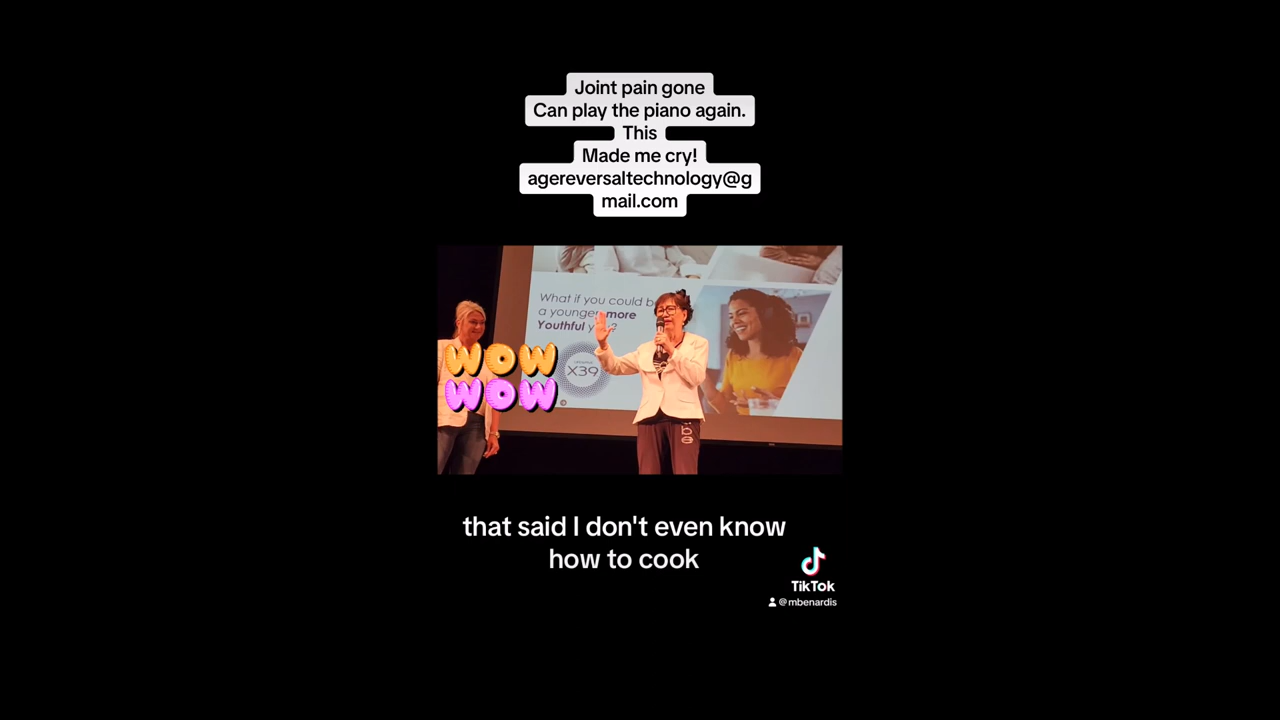 Joint pain gone
Can play the piano again.
This
Made me cry!
agereversaltechnology@g
mail.com
What if you could be
a younger more
Youthful
X39
WOW
WOW
that said I don't even know
how to cook
TikTok
@mbenardis